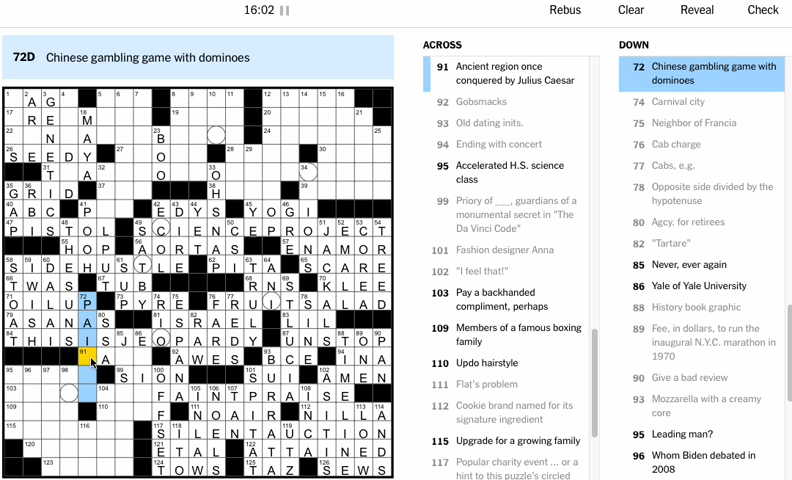 16:02
Rebus Clear Reveal Check
72D Chinese gambling game with dominoes
A G
R E M
N A B
S E E D Y O
T A O O
G R I D H
A B C P E D Y S Y O G I
P I S T O L S C I E N C E P R O J E C T
H O P A O R T A S E N A M O R
S I D E H U S T L E P I T A S C A R E
T W A S T U B R N S K L E E
O I L U P P Y R E F R U I T S A L A D
A S A N A S I S R A E L L I L
T H I S I S J E O P A R D Y U N S T O P
A A W E S B C E I N A
S I O N S U I A M E N
F A I N T P R A I S E
F N O A I R N I L L A
S I L E N T A U C T I O N
E T A L A T T A I N E D
T O W S T A Z S E W S
ACROSS
91 Ancient region once
conquered by Julius Caesar
92 Gobsmacks
93 Old dating inits.
94 Ending with concert
95 Accelerated H.S. science
class
99 Priory of ___, guardians of a
monumental secret in "The
Da Vinci Code"
101 Fashion designer Anna
102 "I feel that!"
103 Pay a backhanded
compliment, perhaps
109 Members of a famous boxing
family
110 Updo hairstyle
111 Flat's problem
112 Cookie brand named for its
signature ingredient
115 Upgrade for a growing family
117 Popular charity event ... or a
hint to this puzzle's circled
DOWN
72 Chinese gambling game with
dominoes
74 Carnival city
75 Neighbor of Francia
76 Cab charge
77 Cabs, e.g.
78 Opposite side divided by the
hypotenuse
80 Agcy. for retirees
82 "Tartare"
85 Never, ever again
86 Yale of Yale University
88 History book graphic
89 Fee, in dollars, to run the
inaugural N.Y.C. marathon in
1970
90 Give a bad review
93 Mozzarella with a creamy
core
95 Leading man?
96 Whom Biden debated in
2008